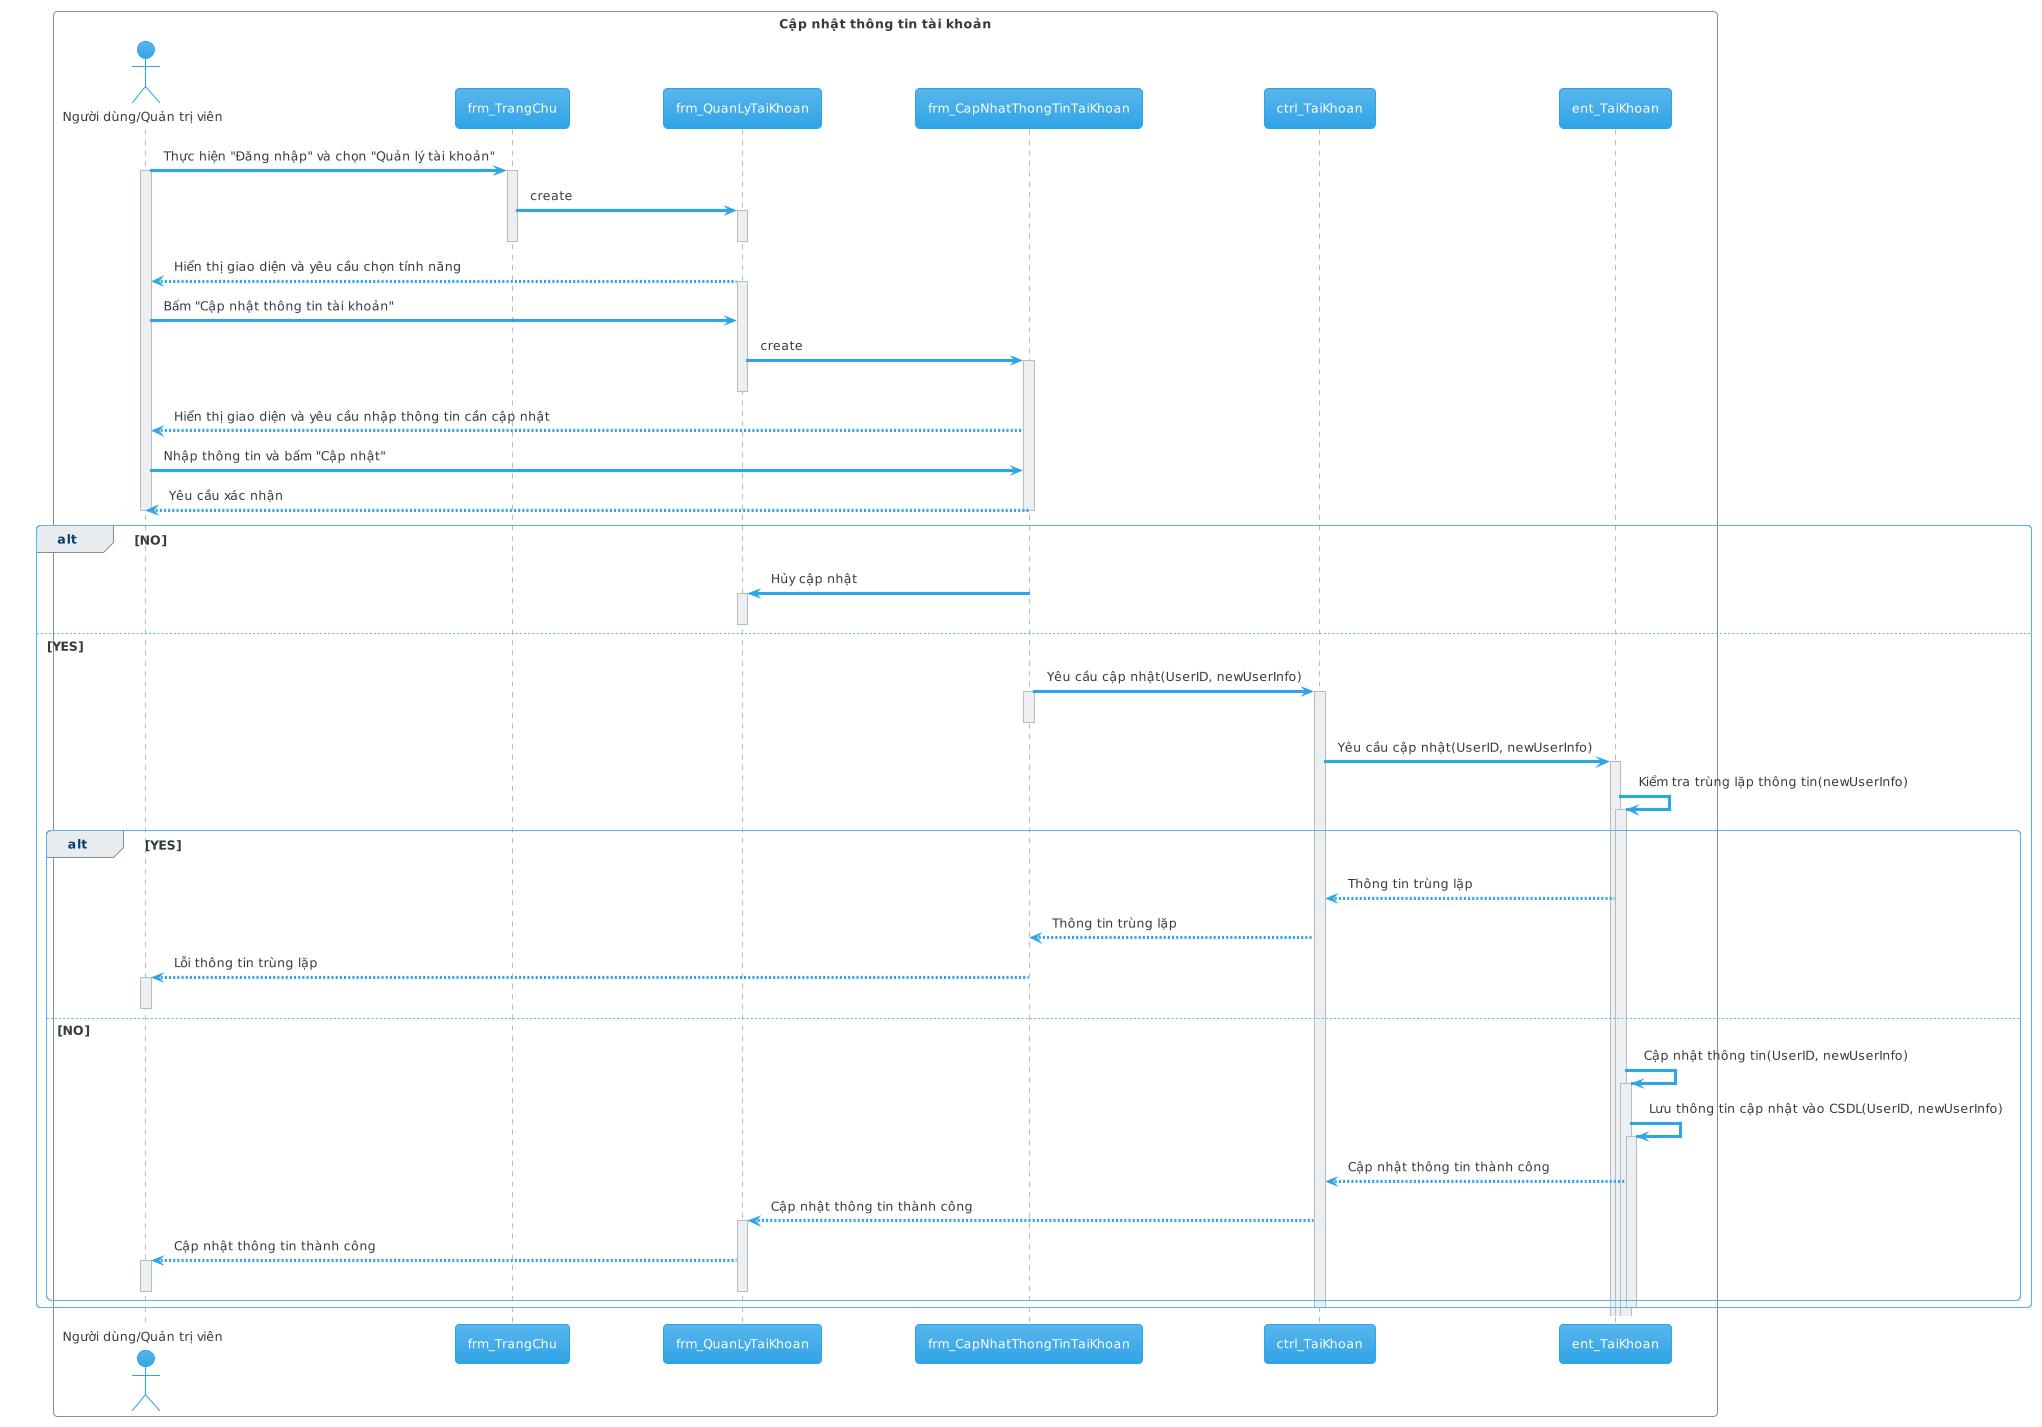 Cập nhật thông tin tài khoản
Người dùng/Quản trị viên
frm_TrangChu
frm_QuanLyTaiKhoan
frm_CapNhatThongTinTaiKhoan
ctrl_TaiKhoan
ent_TaiKhoan
Thực hiện "Đăng nhập" và chọn "Quản lý tài khoản"
create
Hiển thị giao diện và yêu cầu chọn tính năng
Bấm "Cập nhật thông tin tài khoản"
create
Hiển thị giao diện và yêu cầu nhập thông tin cần cập nhật
Nhập thông tin và bấm "Cập nhật"
Yêu cầu xác nhận
alt
[NO]
Hủy cập nhật
[YES]
Yêu cầu cập nhật(UserID, newUserInfo)
Yêu cầu cập nhật(UserID, newUserInfo)
Kiểm tra trùng lặp thông tin(newUserInfo)
alt
[YES]
Thông tin trùng lặp
Thông tin trùng lặp
Lỗi thông tin trùng lặp
[NO]
Cập nhật thông tin(UserID, newUserInfo)
Lưu thông tin cập nhật vào CSDL(UserID, newUserInfo)
Cập nhật thông tin thành công
Cập nhật thông tin thành công
Cập nhật thông tin thành công
Người dùng/Quản trị viên
frm_TrangChu
frm_QuanLyTaiKhoan
frm_CapNhatThongTinTaiKhoan
ctrl_TaiKhoan
ent_TaiKhoan